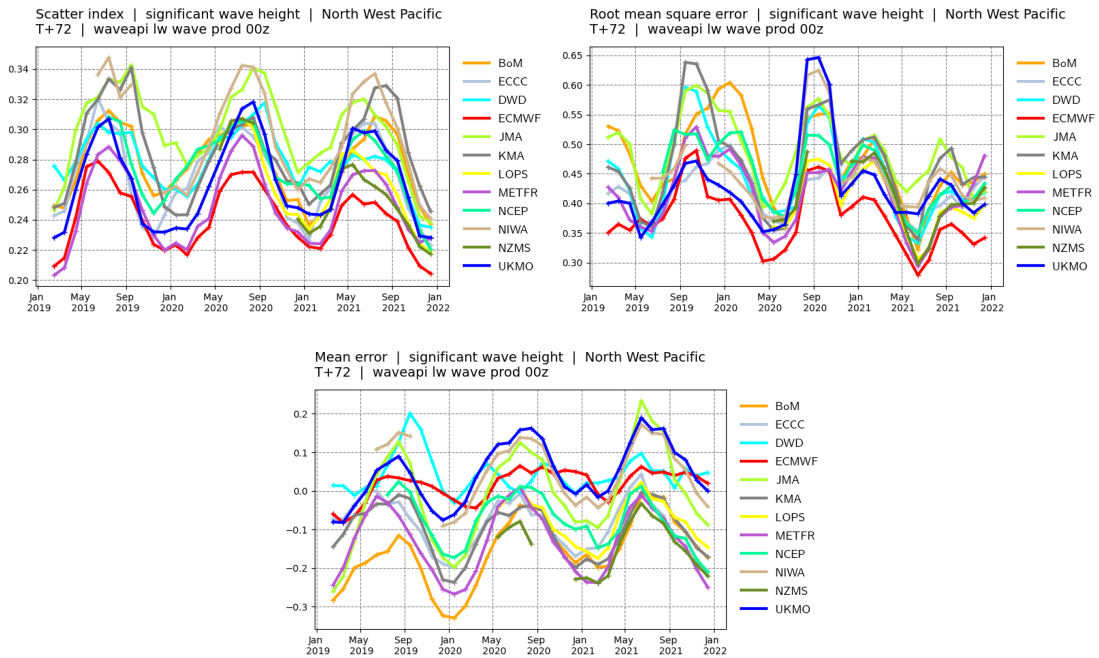 Scatter index | significant wave height | North West Pacific
T+72 | waveapi lw wave prod 00z
0.34
0.32
0.30
0.28
0.26
0.24
0.22
0.20
Jan 2019
May 2019
Sep 2019
Jan 2020
May 2020
Sep 2020
Jan 2021
May 2021
Sep 2021
Jan 2022
BoM
ECCC
DWD
ECMWF
JMA
KMA
LOPS
METFR
NCEP
NIWA
NZMS
UKMO
Root mean square error | significant wave height | North West Pacific
T+72 | waveapi lw wave prod 00z
0.65
0.60
0.55
0.50
0.45
0.40
0.35
0.30
Jan 2019
May 2019
Sep 2019
Jan 2020
May 2020
Sep 2020
Jan 2021
May 2021
Sep 2021
Jan 2022
BoM
ECCC
DWD
ECMWF
JMA
KMA
LOPS
METFR
NCEP
NIWA
NZMS
UKMO
Mean error | significant wave height | North West Pacific
T+72 | waveapi lw wave prod 00z
0.2
0.1
0.0
−0.1
−0.2
−0.3
Jan 2019
May 2019
Sep 2019
Jan 2020
May 2020
Sep 2020
Jan 2021
May 2021
Sep 2021
Jan 2022
BoM
ECCC
DWD
ECMWF
JMA
KMA
LOPS
METFR
NCEP
NIWA
NZMS
UKMO